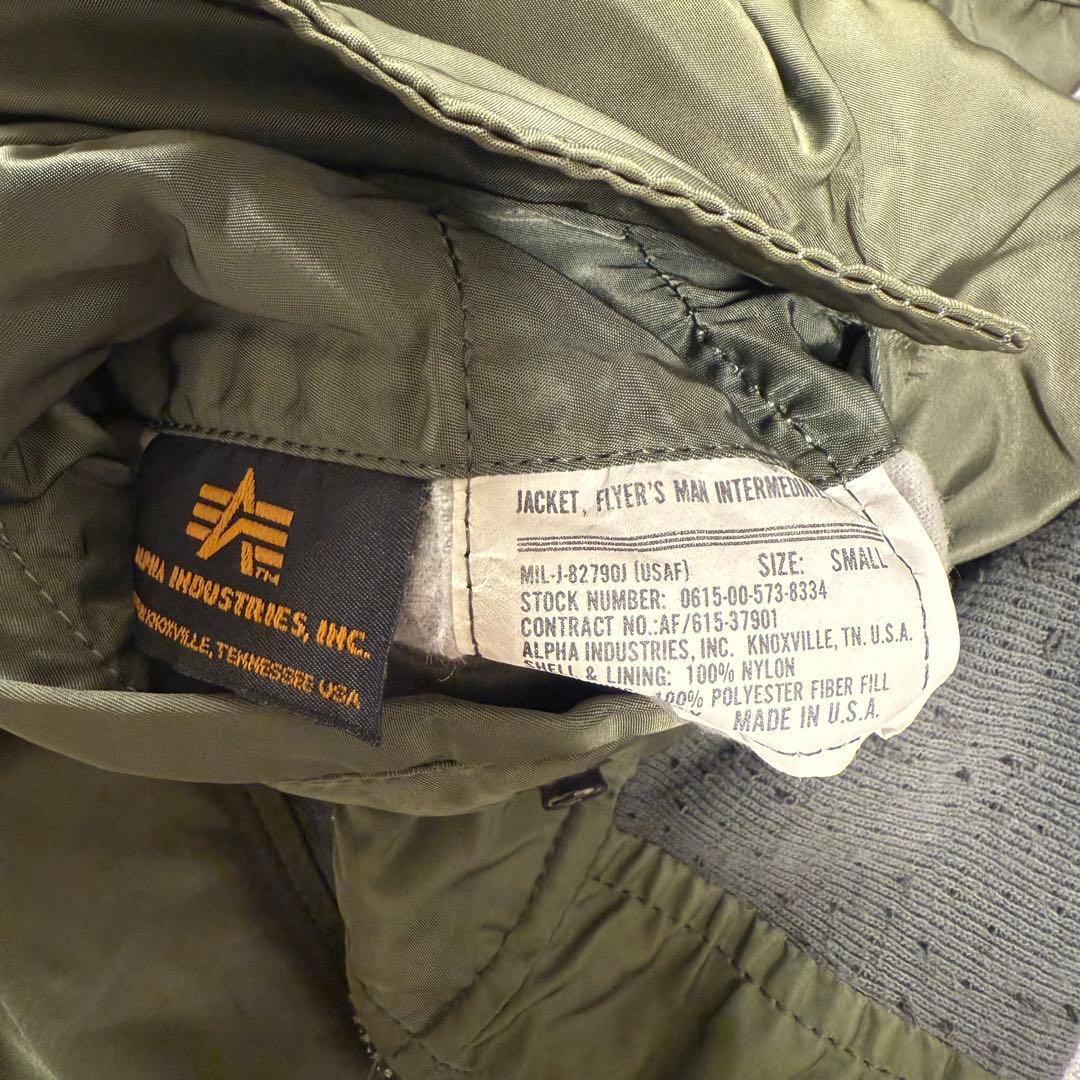 TM
ALPHA INDUSTRIES, INC.
KNOXVILLE, TENNESSEE USA
JACKET, FLYER'S MAN INTERMEDIATE
MIL-J-82790J (USAF) SIZE: SMALL
STOCK NUMBER: 0615-00-573-8334
CONTRACT NO.:AF/615-37901
ALPHA INDUSTRIES, INC. KNOXVILLE, TN. U.S.A.
SHELL & LINING: 100% NYLON
100% POLYESTER FIBER FILL
MADE IN U.S.A.